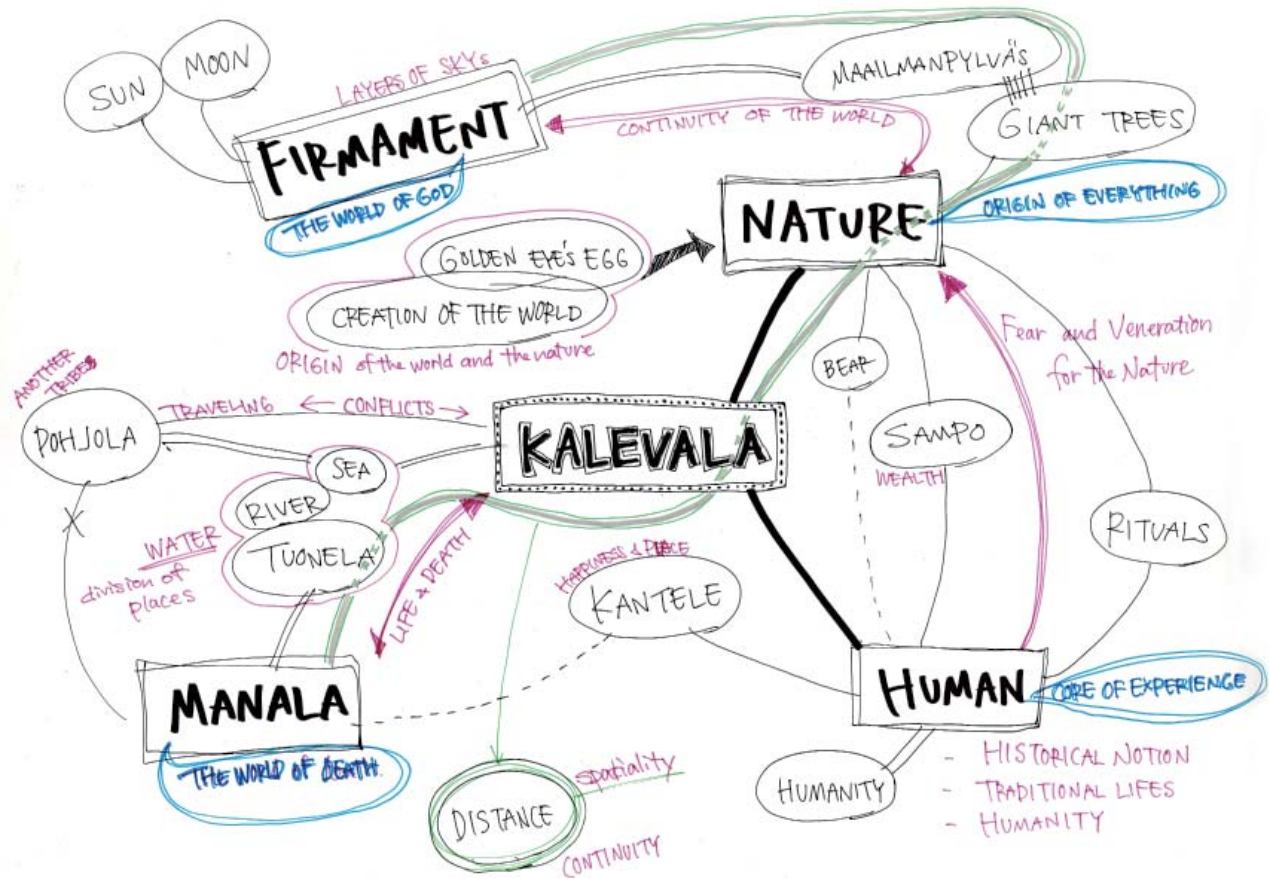 SUN
MOON
LAYERS OF SKYs
FIRMAMENT
THE WORLD OF GOD
MAAILMANPYLVÄS
GIANT TREES
CONTINUITY OF THE WORLD
NATURE
ORIGIN OF EVERYTHING
GOLDEN EYE'S EGG
CREATION OF THE WORLD
ORIGIN of the world and the nature
Fear and Veneration
for the Nature
BEAR
SAMPO
WEALTH
RITUALS
ANOTHER
TRIBES
POHJOLA
TRAVELING
CONFLICTS
KALEVALA
SEA
RIVER
TUONELA
WATER
division of
places
LIFE & DEATH
HAPPINESS & PEACE
KANTELE
MANALA
THE WORLD OF DEATH
HUMAN
CORE OF EXPERIENCE
HUMANITY
- HISTORICAL NOTION
- TRADITIONAL LIFES
- HUMANITY
DISTANCE
spatiality
CONTINUITY